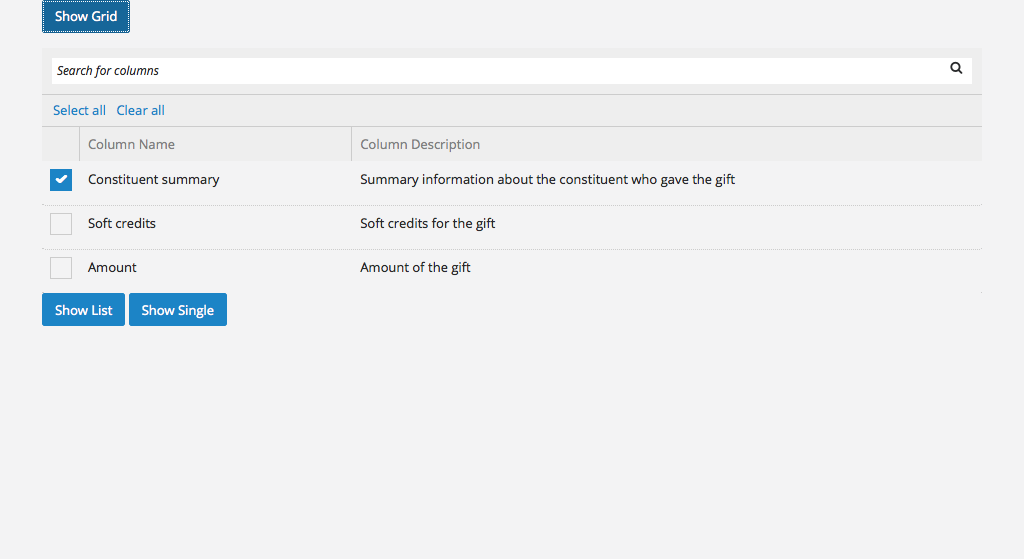 Show Grid
Search for columns
Select all Clear all
Column Name Column Description
Constituent summary Summary information about the constituent who gave the gift
Soft credits Soft credits for the gift
Amount Amount of the gift
Show List Show Single